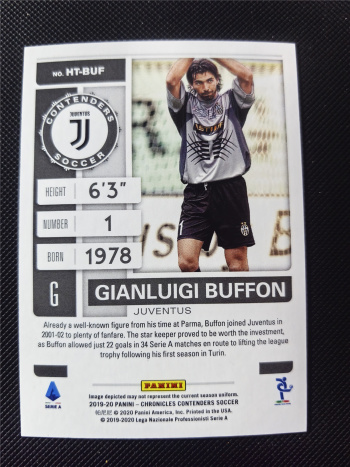 NO. HT-BUF
CONTENDERS
JUVENTUS
SOCCER
HEIGHT 6'3"
NUMBER 1
BORN 1978
G GIANLUIGI BUFFON
JUVENTUS
Already a well-known figure from his time at Parma, Buffon joined Juventus in
2001-02 to plenty of fanfare. The star keeper proved to be worth the investment,
as Buffon allowed just 22 goals in 34 Serie A matches en route to lifting the league
trophy following his first season in Turin.
PANINI
Image depicted may not represent the current season uniform.
2019-20 PANINI – CHRONICLES CONTENDERS SOCCER
帕尼尼 © 2020 Panini America, Inc. Printed in the USA.
© 2019-2020 Lega Nazionale Professionisti Serie A
SERIE A